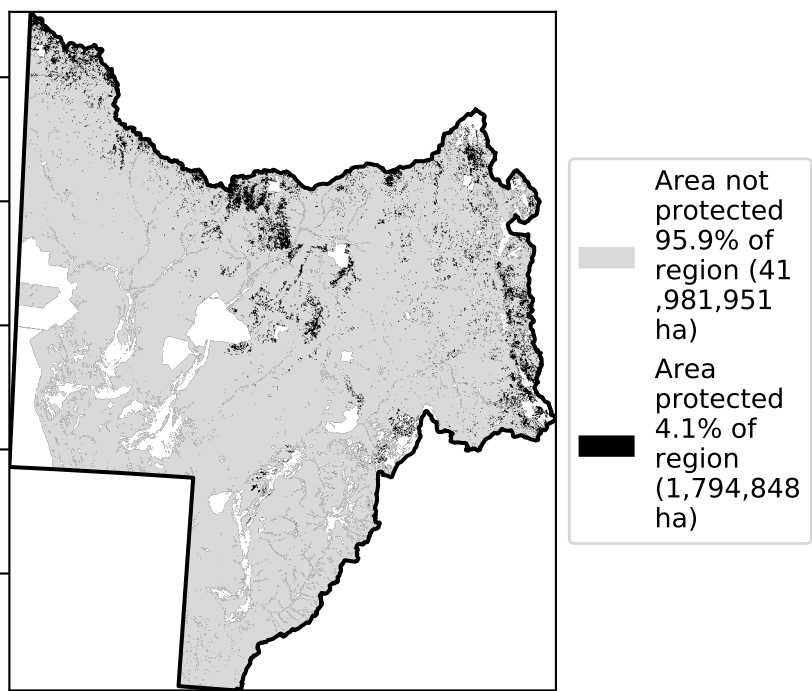 Area not
protected
95.9% of
region (41
,981,951
ha)
Area
protected
4.1% of
region
(1,794,848
ha)